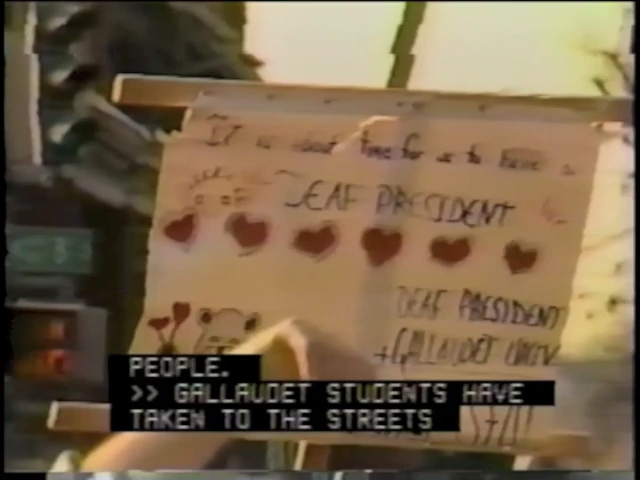 IT is about time for us to have a
DEAF PRESIDENT
DEAF PRESIDENT
+ GALLAUDET UNIV
PEOPLE.
>> GALLAUDET STUDENTS HAVE
TAKEN TO THE STREETS